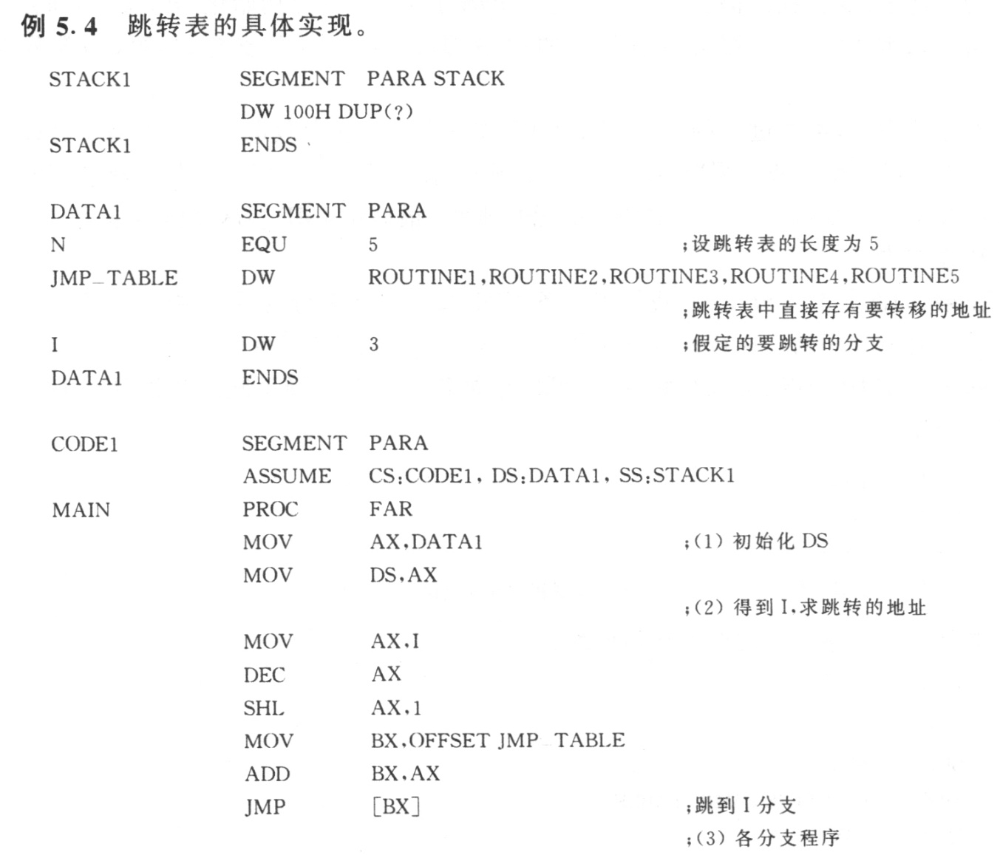 例 5.4 跳转表的具体实现。
STACK1 SEGMENT PARA STACK
DW 100H DUP(?)
STACK1 ENDS
DATA1 SEGMENT PARA
N EQU 5 ;设跳转表的长度为 5
JMP_TABLE DW ROUTINE1,ROUTINE2,ROUTINE3,ROUTINE4,ROUTINE5
;跳转表中直接存有要转移的地址
I DW 3 ;假定的要跳转的分支
DATA1 ENDS
CODE1 SEGMENT PARA
ASSUME CS:CODE1, DS:DATA1, SS:STACK1
MAIN PROC FAR
MOV AX,DATA1 ;(1) 初始化 DS
MOV DS,AX
;(2) 得到 I,求跳转的地址
MOV AX,I
DEC AX
SHL AX,1
MOV BX,OFFSET JMP_TABLE
ADD BX,AX
JMP [BX] ;跳到 I 分支
;(3) 各分支程序